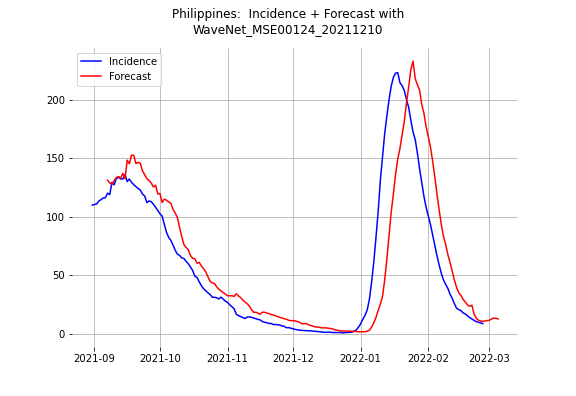 Philippines:  Incidence + Forecast with
WaveNet_MSE00124_20211210
Incidence
Forecast
200
150
100
50
0
2021-09 2021-10 2021-11 2021-12 2022-01 2022-02 2022-03